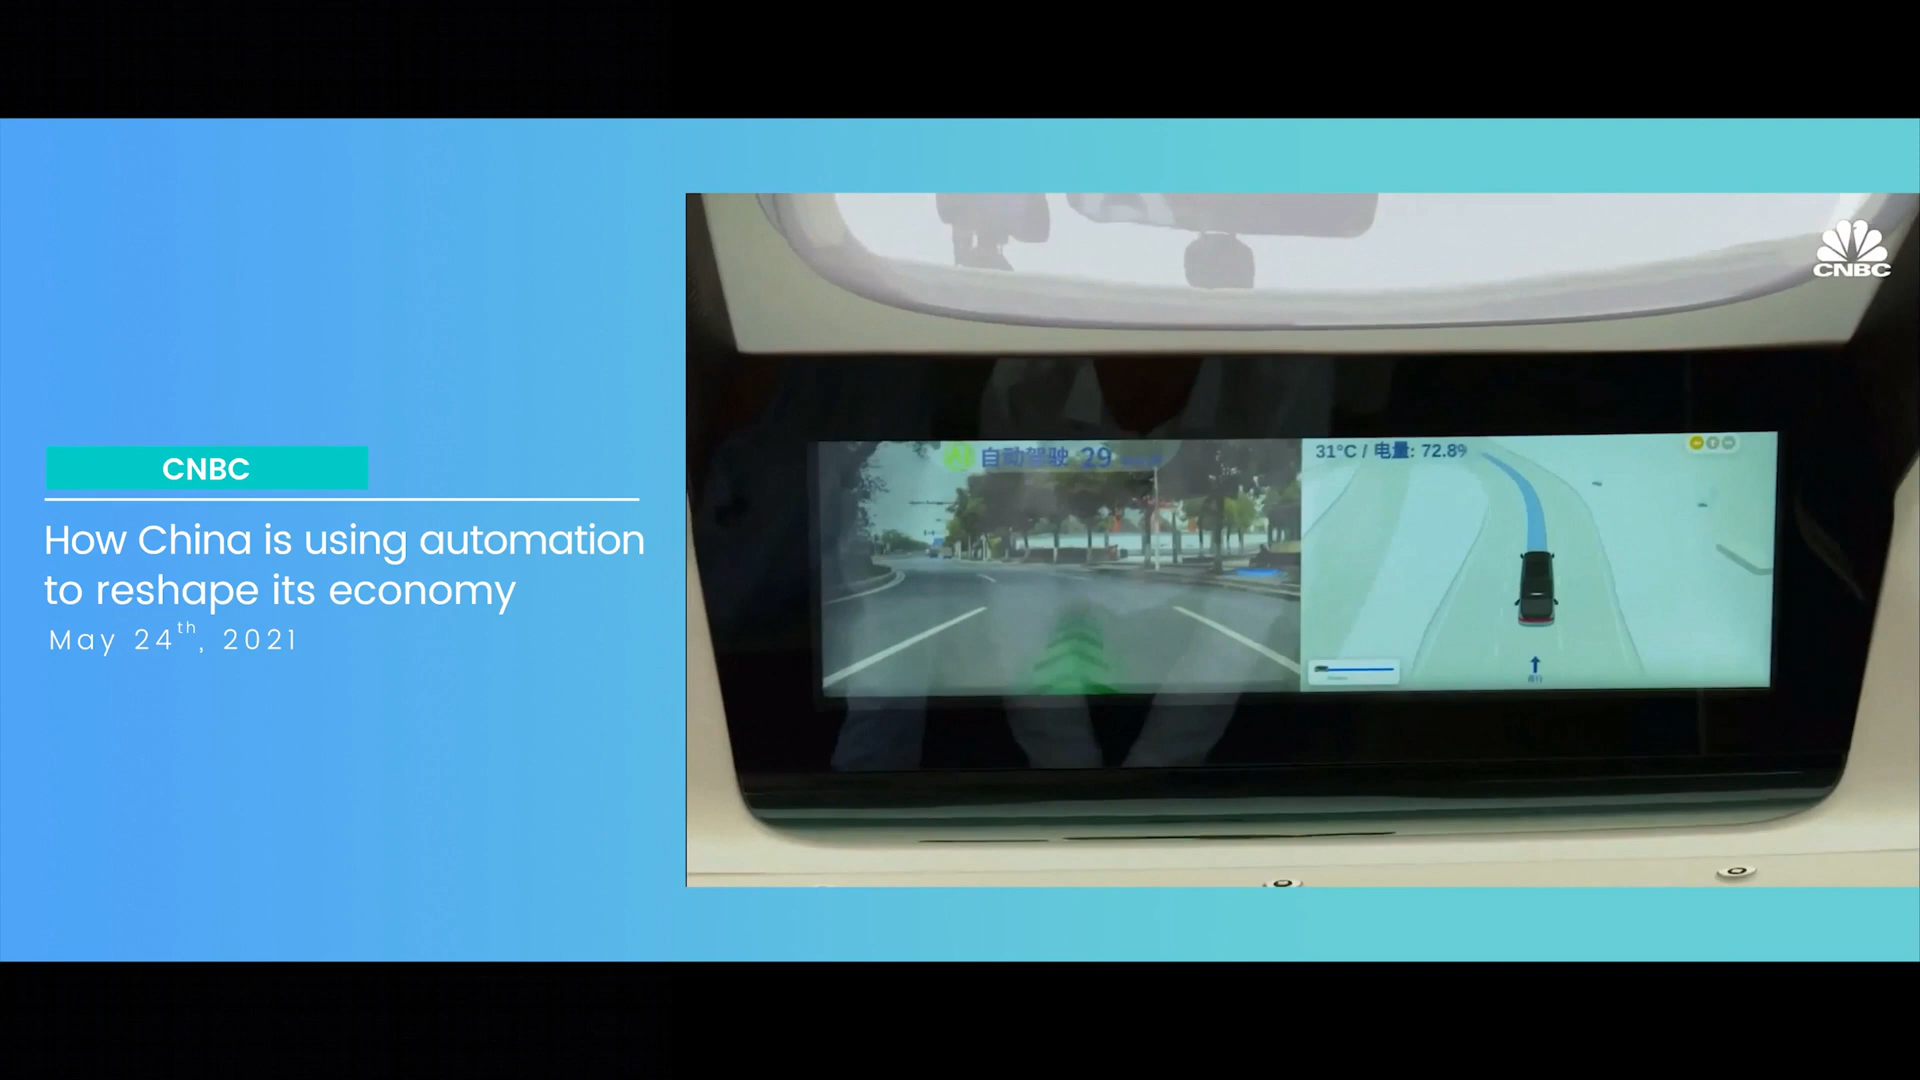 CNBC
How China is using automation
to reshape its economy
May 24th, 2021
CNBC
自动驾驶 29
31°C / 电量: 72.89